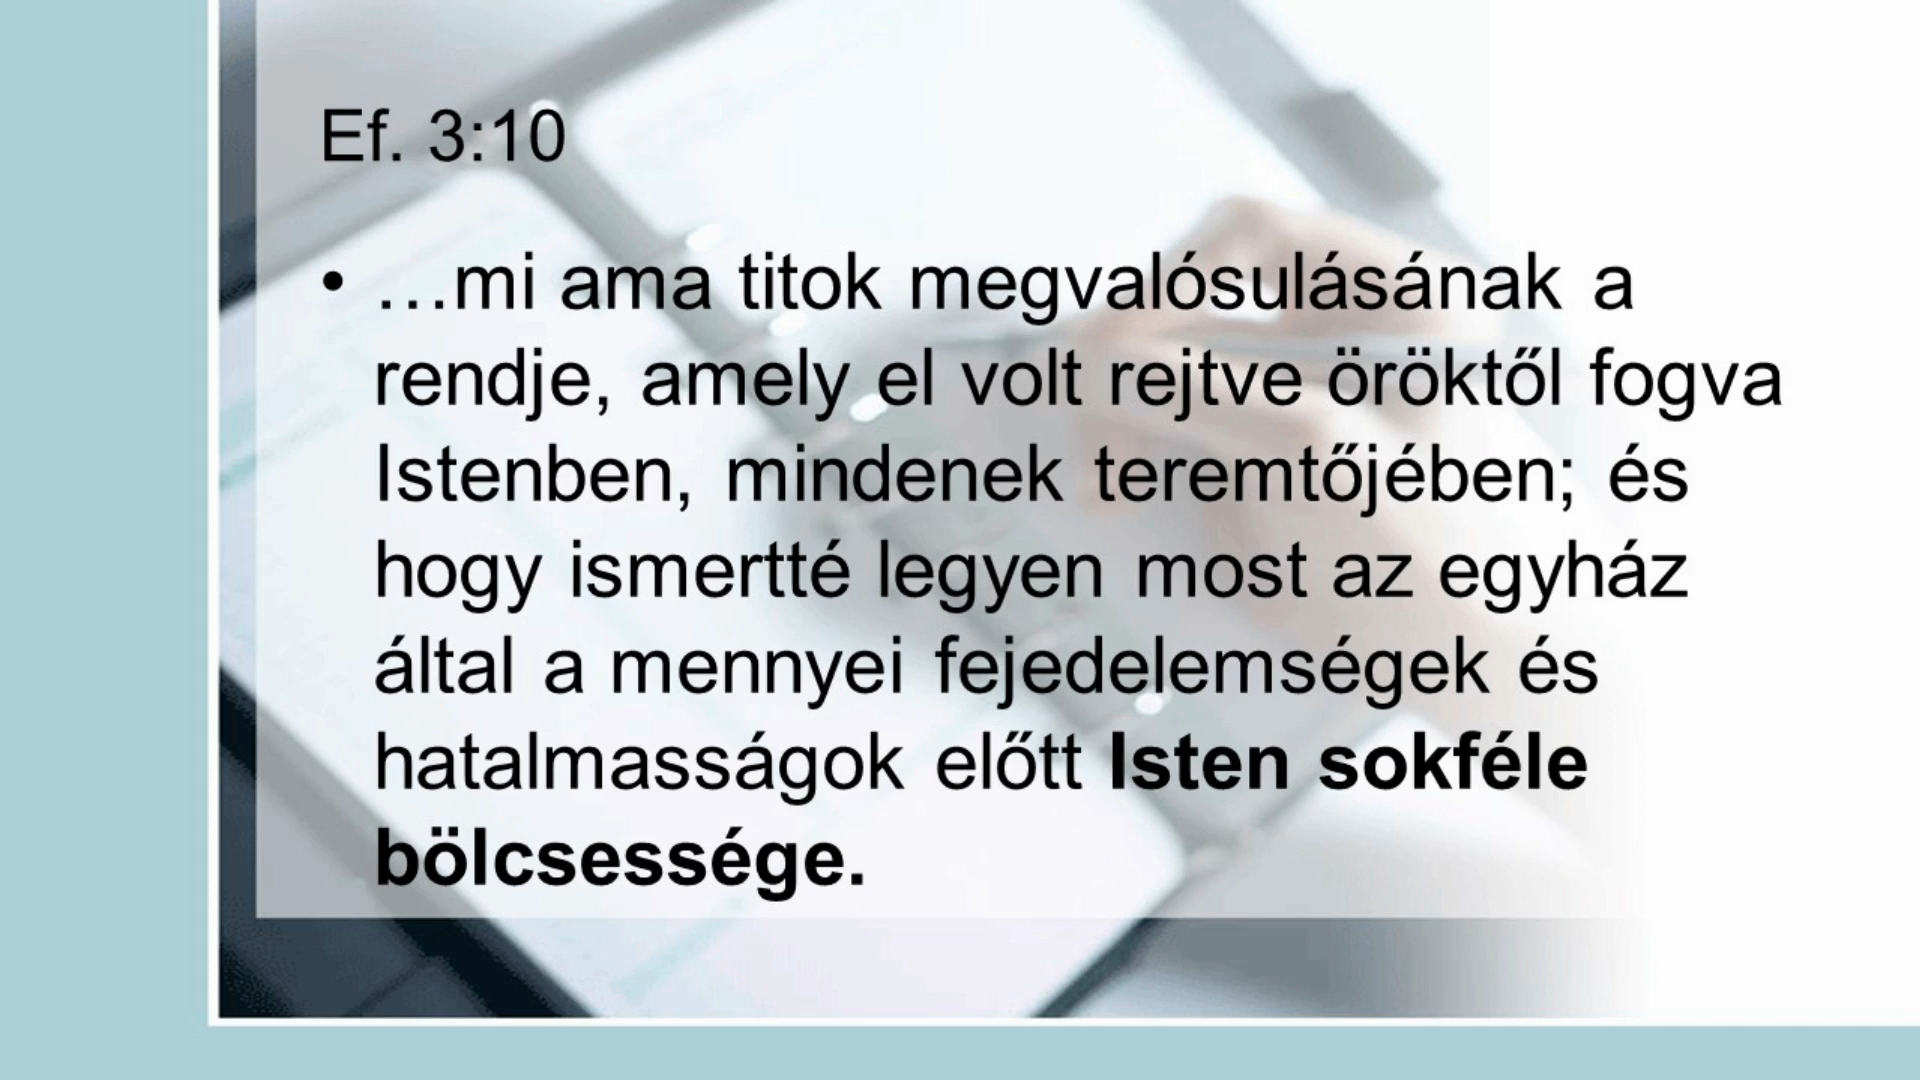 Ef. 3:10
• …mi ama titok megvalósulásának a
rendje, amely el volt rejtve öröktől fogva
Istenben, mindenek teremtőjében; és
hogy ismertté legyen most az egyház
által a mennyei fejedelemségek és
hatalmasságok előtt Isten sokféle
bölcsessége.